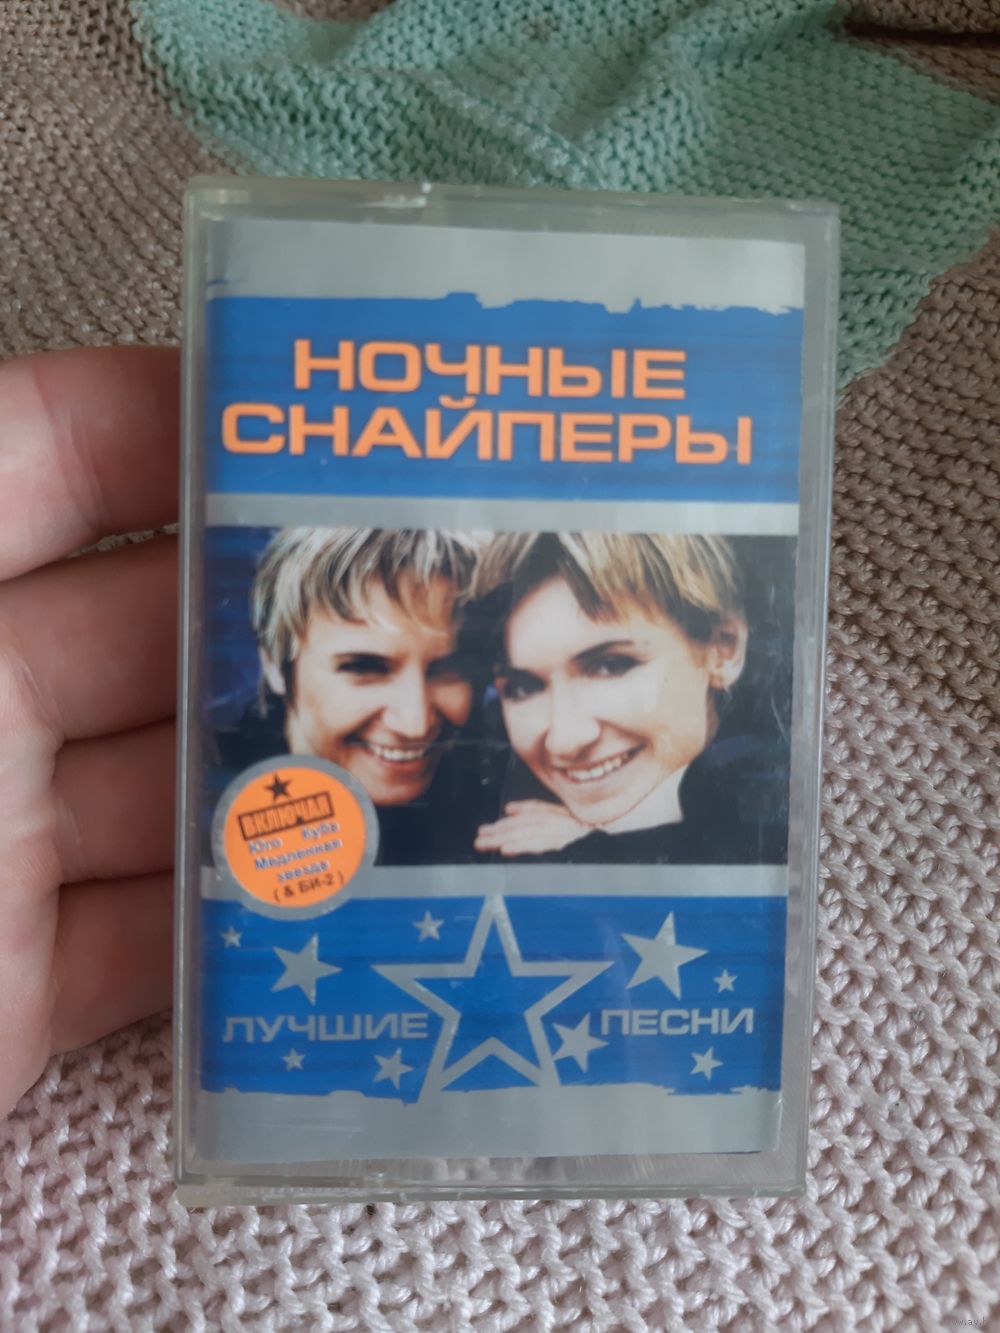 НОЧНЫЕ
СНАЙПЕРЫ
ВКЛЮЧАЯ
Юго Куба
Медленная
звезда
( & БИ-2 )
ЛУЧШИЕ ПЕСНИ